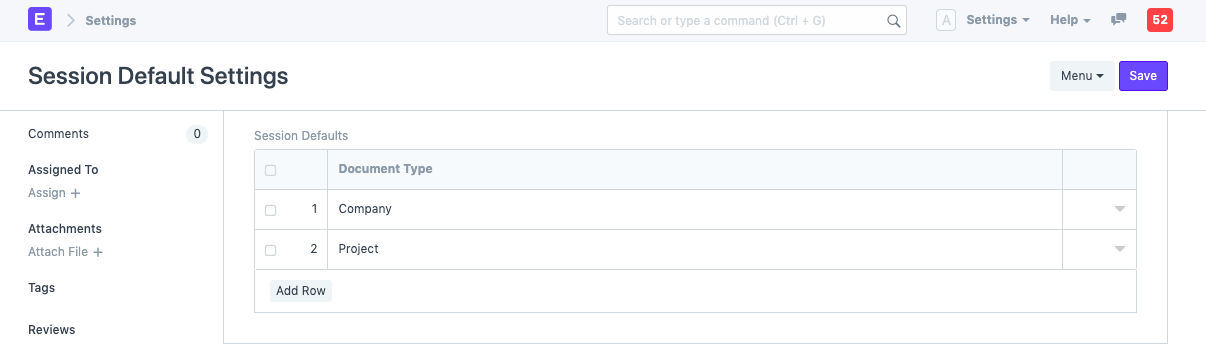 E Settings Search or type a command (Ctrl + G) A Settings Help 52
Session Default Settings Menu Save
Comments 0
Assigned To
Assign +
Attachments
Attach File +
Tags
Reviews
Session Defaults
Document Type
1 Company
2 Project
Add Row